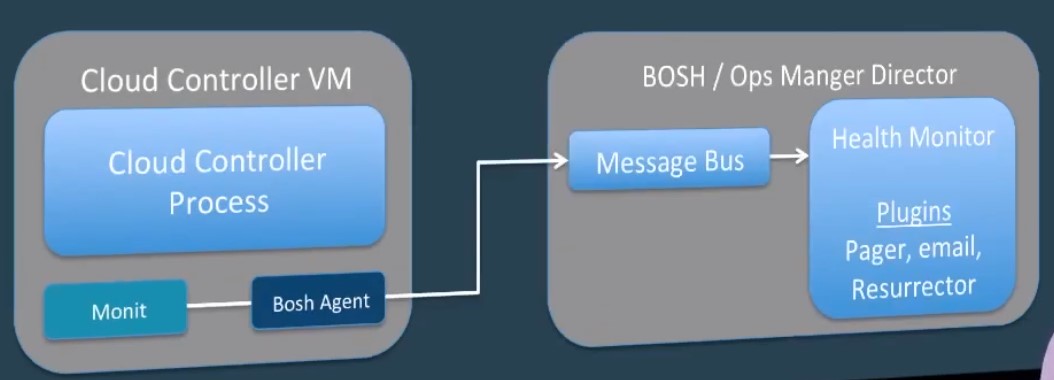 Cloud Controller VM
Cloud Controller
Process
Monit
Bosh Agent
BOSH / Ops Manger Director
Message Bus
Health Monitor
Plugins
Pager, email,
Resurrector